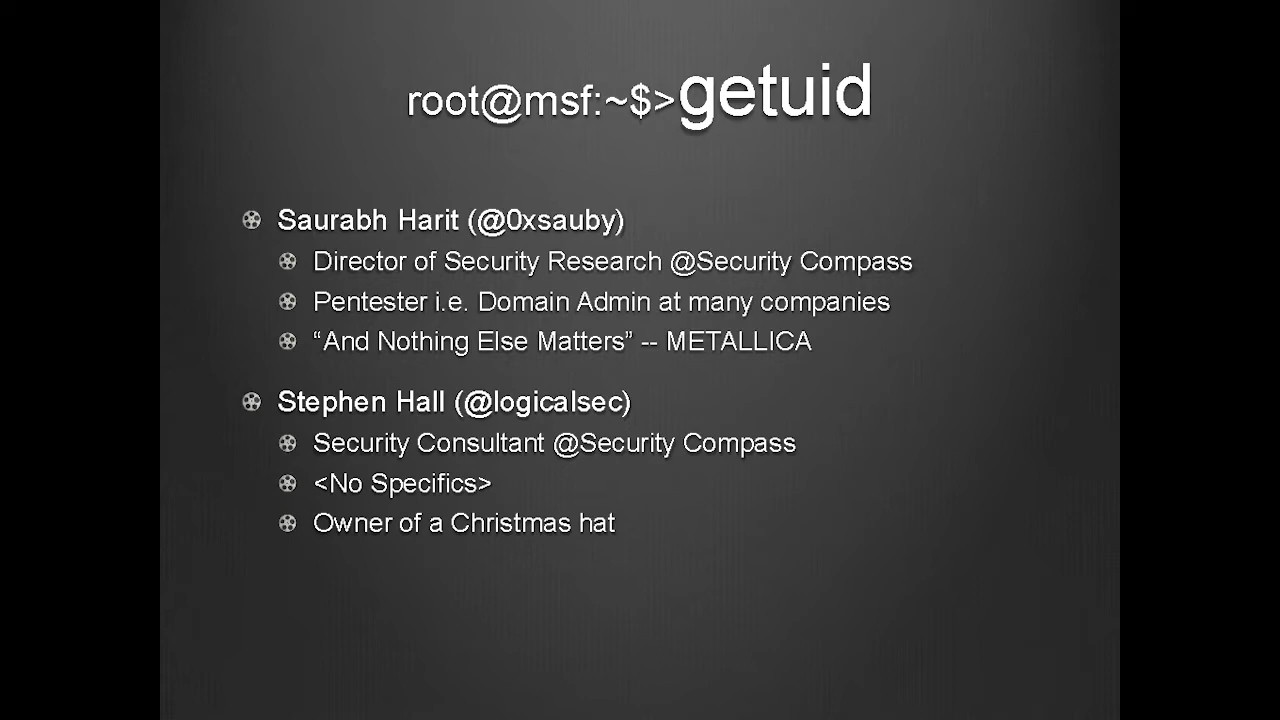 root@msf:~$>getuid
Saurabh Harit (@0xsauby)
Director of Security Research @Security Compass
Pentester i.e. Domain Admin at many companies
“And Nothing Else Matters” -- METALLICA
Stephen Hall (@logicalsec)
Security Consultant @Security Compass
<No Specifics>
Owner of a Christmas hat